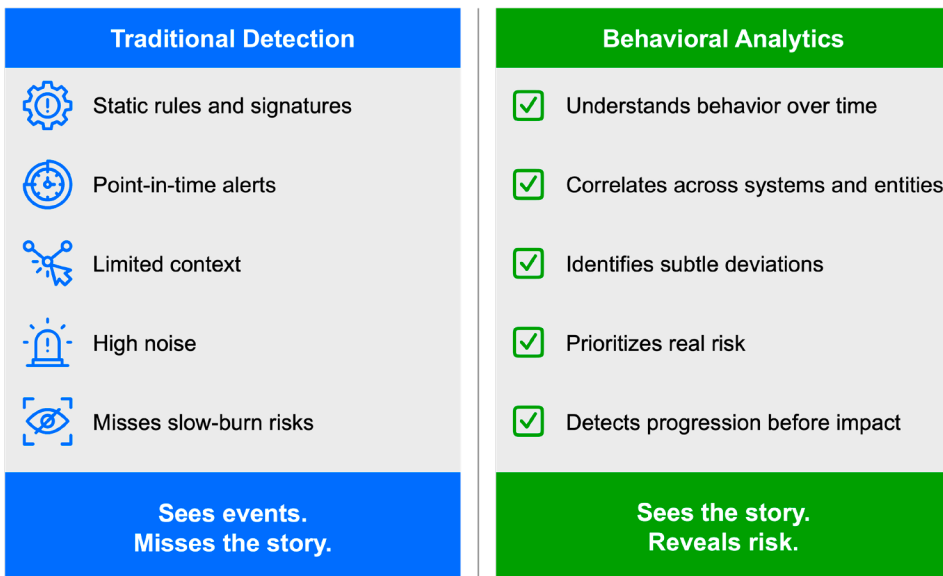 Traditional Detection
Static rules and signatures
Point-in-time alerts
Limited context
High noise
Misses slow-burn risks
Sees events.
Misses the story.
Behavioral Analytics
Understands behavior over time
Correlates across systems and entities
Identifies subtle deviations
Prioritizes real risk
Detects progression before impact
Sees the story.
Reveals risk.